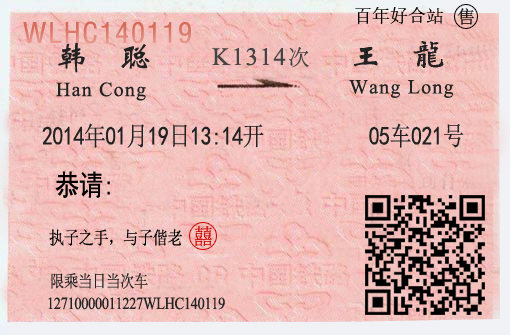 百年好合站 售
WLHC140119
韩 聪 K1314次 王 龍
Han Cong Wang Long
2014年01月19日13:14开 05车021号
恭请:
执子之手，与子偕老 囍
限乘当日当次车
12710000011227WLHC140119